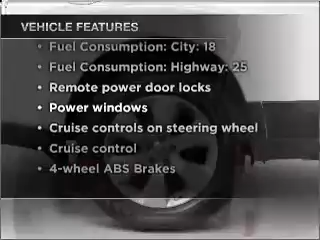 VEHICLE FEATURES
• Fuel Consumption: City: 18
• Fuel Consumption: Highway: 25
• Remote power door locks
• Power windows
• Cruise controls on steering wheel
• Cruise control
• 4-wheel ABS Brakes